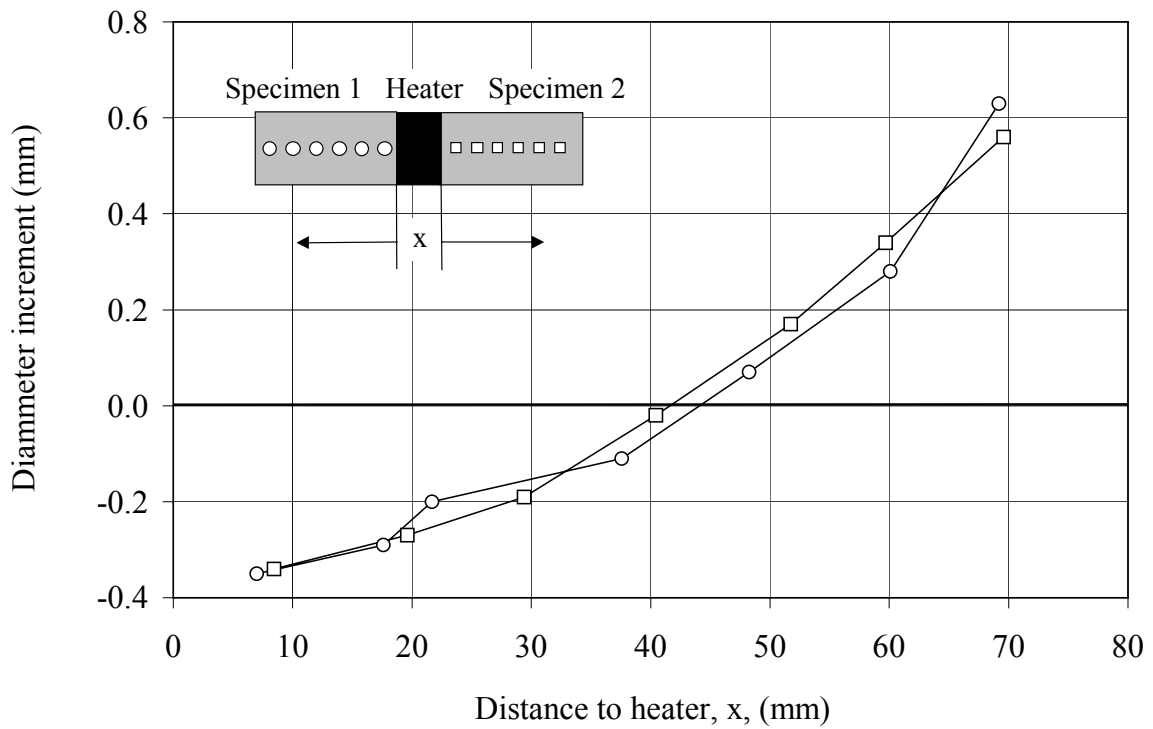 0.8
0.6
0.4
0.2
0.0
-0.2
-0.4
Diammeter increment (mm)
Specimen 1 Heater Specimen 2
x
0 10 20 30 40 50 60 70 80
Distance to heater, x, (mm)